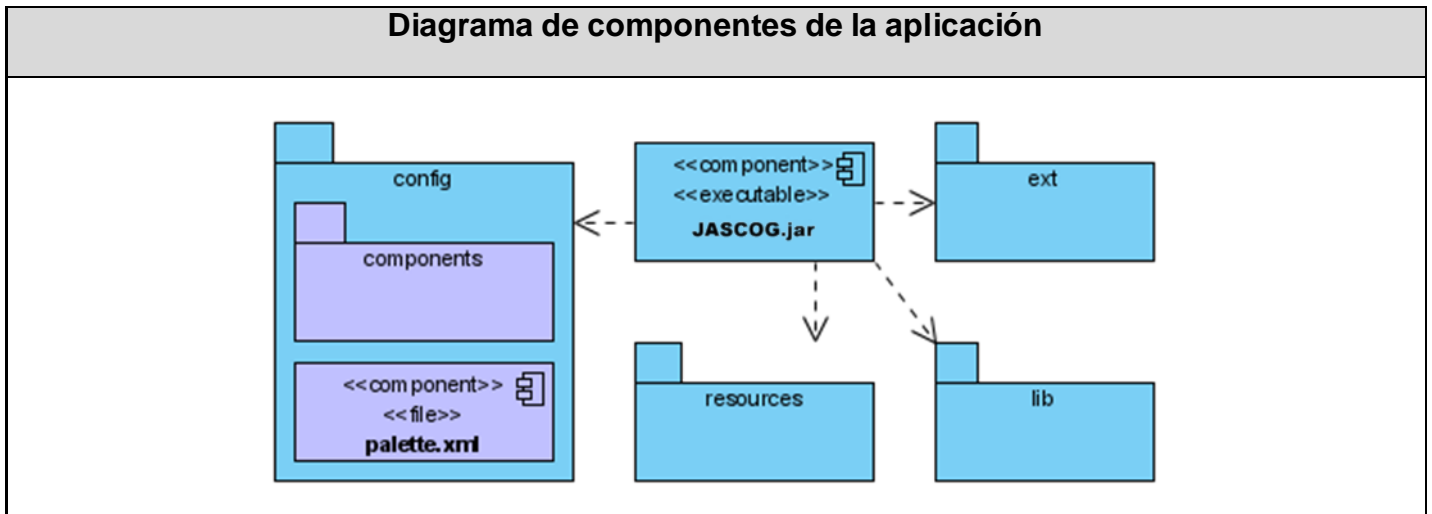 Diagrama de componentes de la aplicación
config
components
<<component>>
<<file>>
palette.xml
<<component>>
<<executable>>
JASCOG.jar
ext
resources
lib